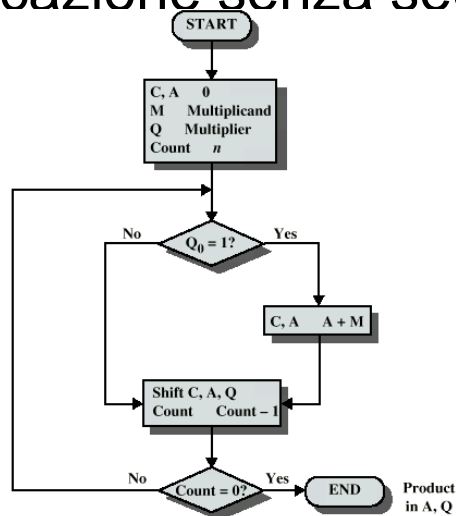 senza
START
C, A 0
M Multiplicand
Q Multiplier
Count n
No
Q0 = 1?
Yes
C, A A + M
Shift C, A, Q
Count Count – 1
No
Count = 0?
Yes
END
Product
in A, Q